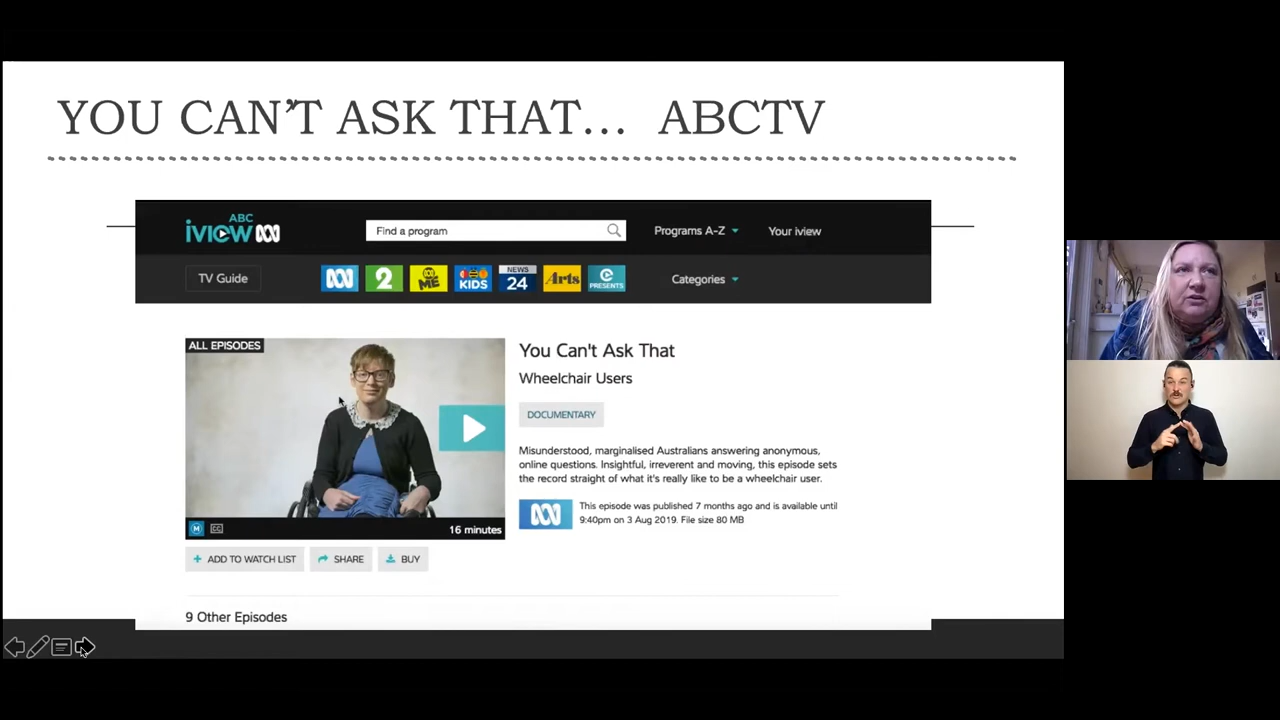 YOU CAN'T ASK THAT... ABCTV
ABC
iview
Find a program
Programs A-Z
Your iview
TV Guide
2
ME
KIDS
NEWS
24
Arts
PRESENTS
Categories
ALL EPISODES
You Can't Ask That
Wheelchair Users
DOCUMENTARY
Misunderstood, marginalised Australians answering anonymous,
online questions. Insightful, irreverent and moving, this episode sets
the record straight of what it's really like to be a wheelchair user.
This episode was published 7 months ago and is available until
9:40pm on 3 Aug 2019. File size 80 MB
M CC
16 minutes
+ ADD TO WATCH LIST
SHARE
BUY
9 Other Episodes